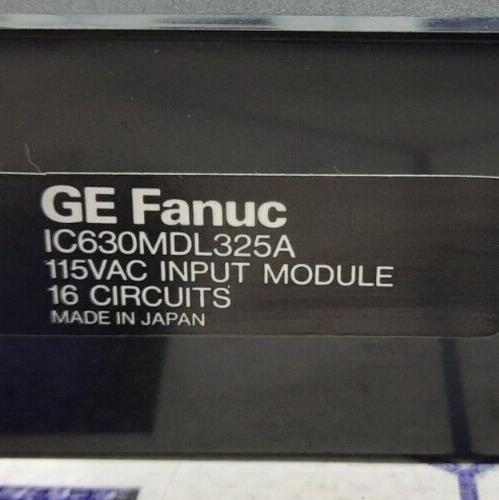 GE Fanuc
IC630MDL325A
115VAC INPUT MODULE
16 CIRCUITS
MADE IN JAPAN